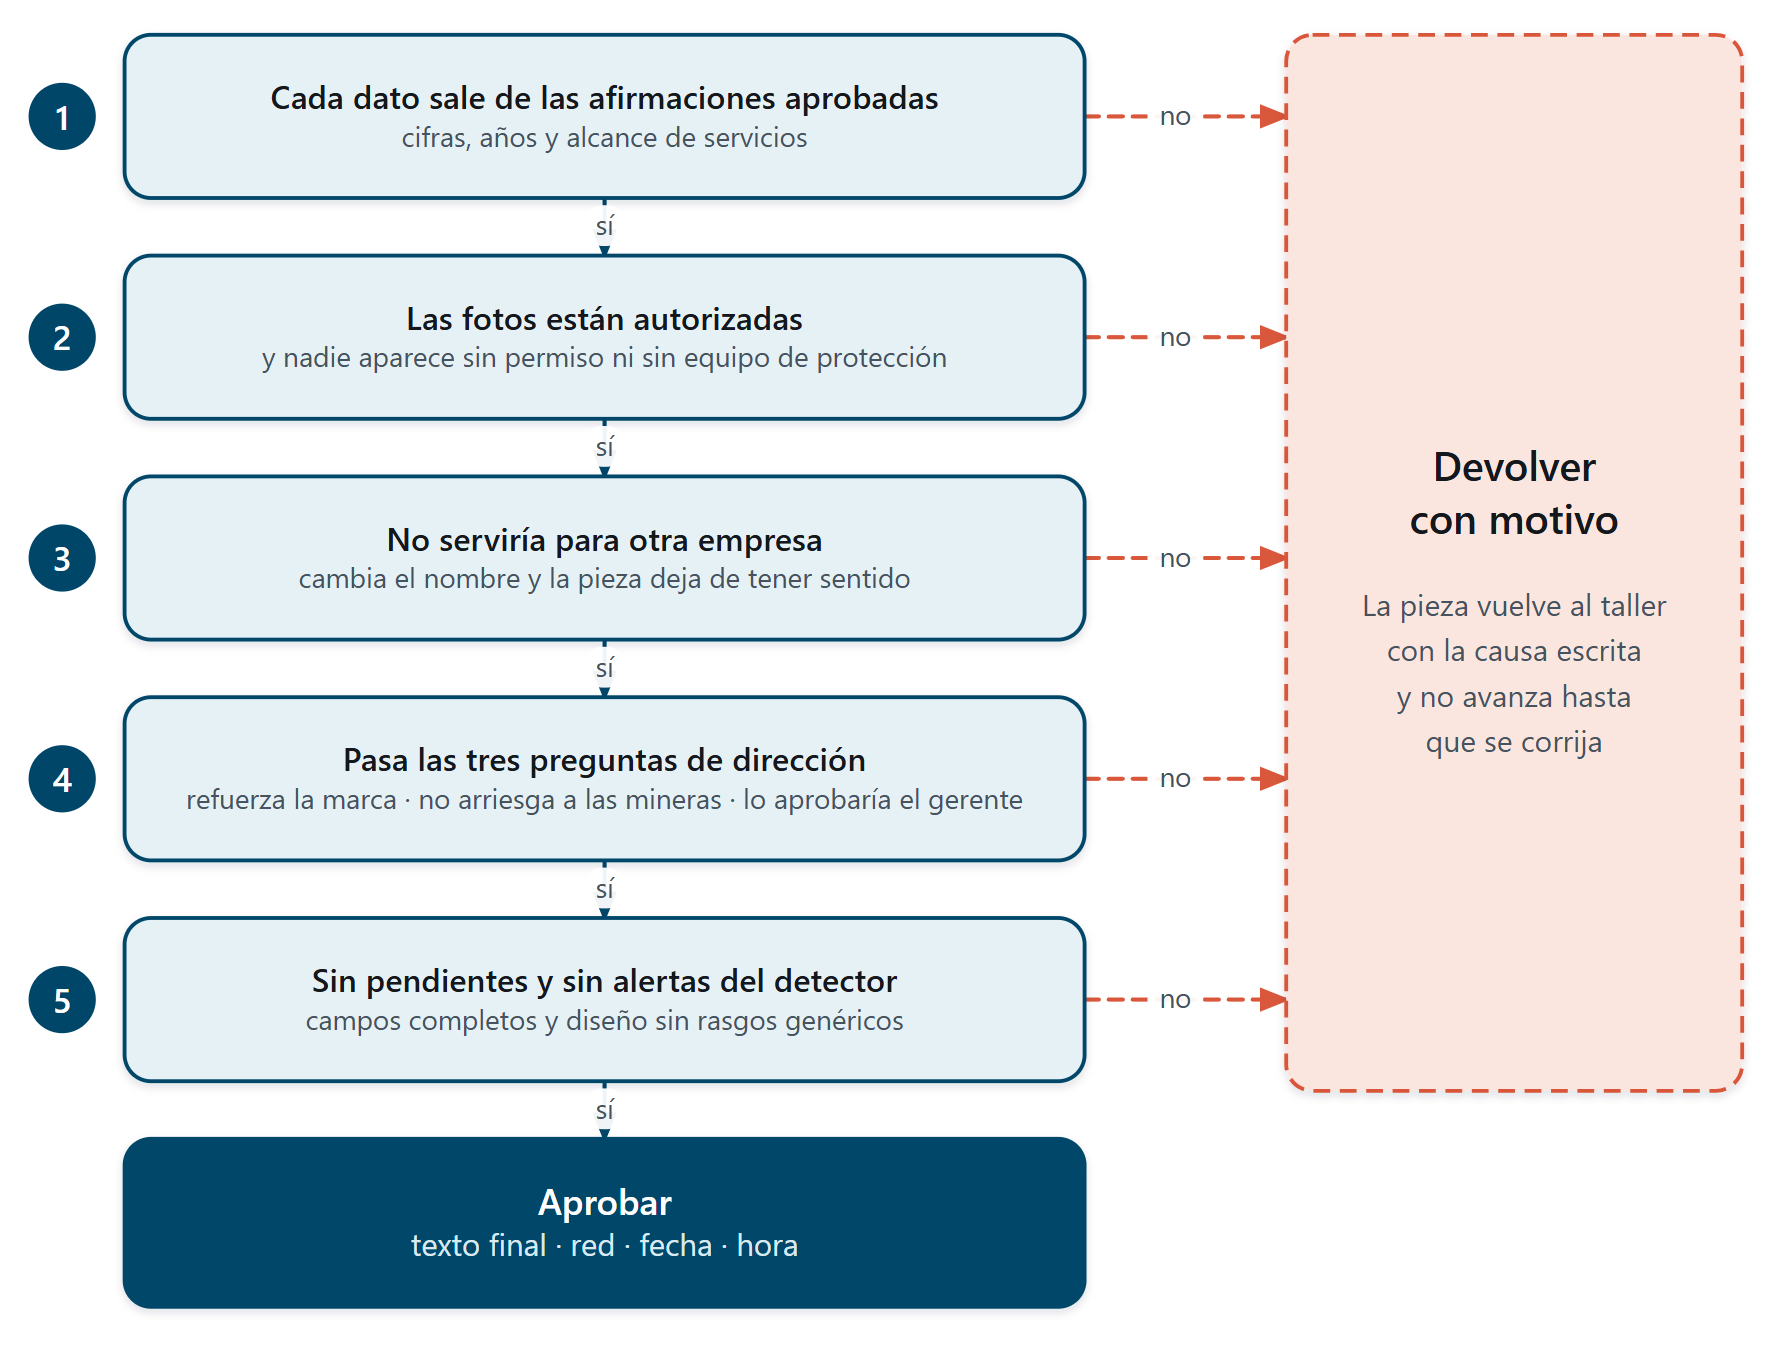 1
Cada dato sale de las afirmaciones aprobadas
cifras, años y alcance de servicios
no
sí
2
Las fotos están autorizadas
y nadie aparece sin permiso ni sin equipo de protección
no
sí
3
No serviría para otra empresa
cambia el nombre y la pieza deja de tener sentido
no
sí
4
Pasa las tres preguntas de dirección
refuerza la marca · no arriesga a las mineras · lo aprobaría el gerente
no
sí
5
Sin pendientes y sin alertas del detector
campos completos y diseño sin rasgos genéricos
no
sí
Aprobar
texto final · red · fecha · hora
Devolver
con motivo
La pieza vuelve al taller
con la causa escrita
y no avanza hasta
que se corrija